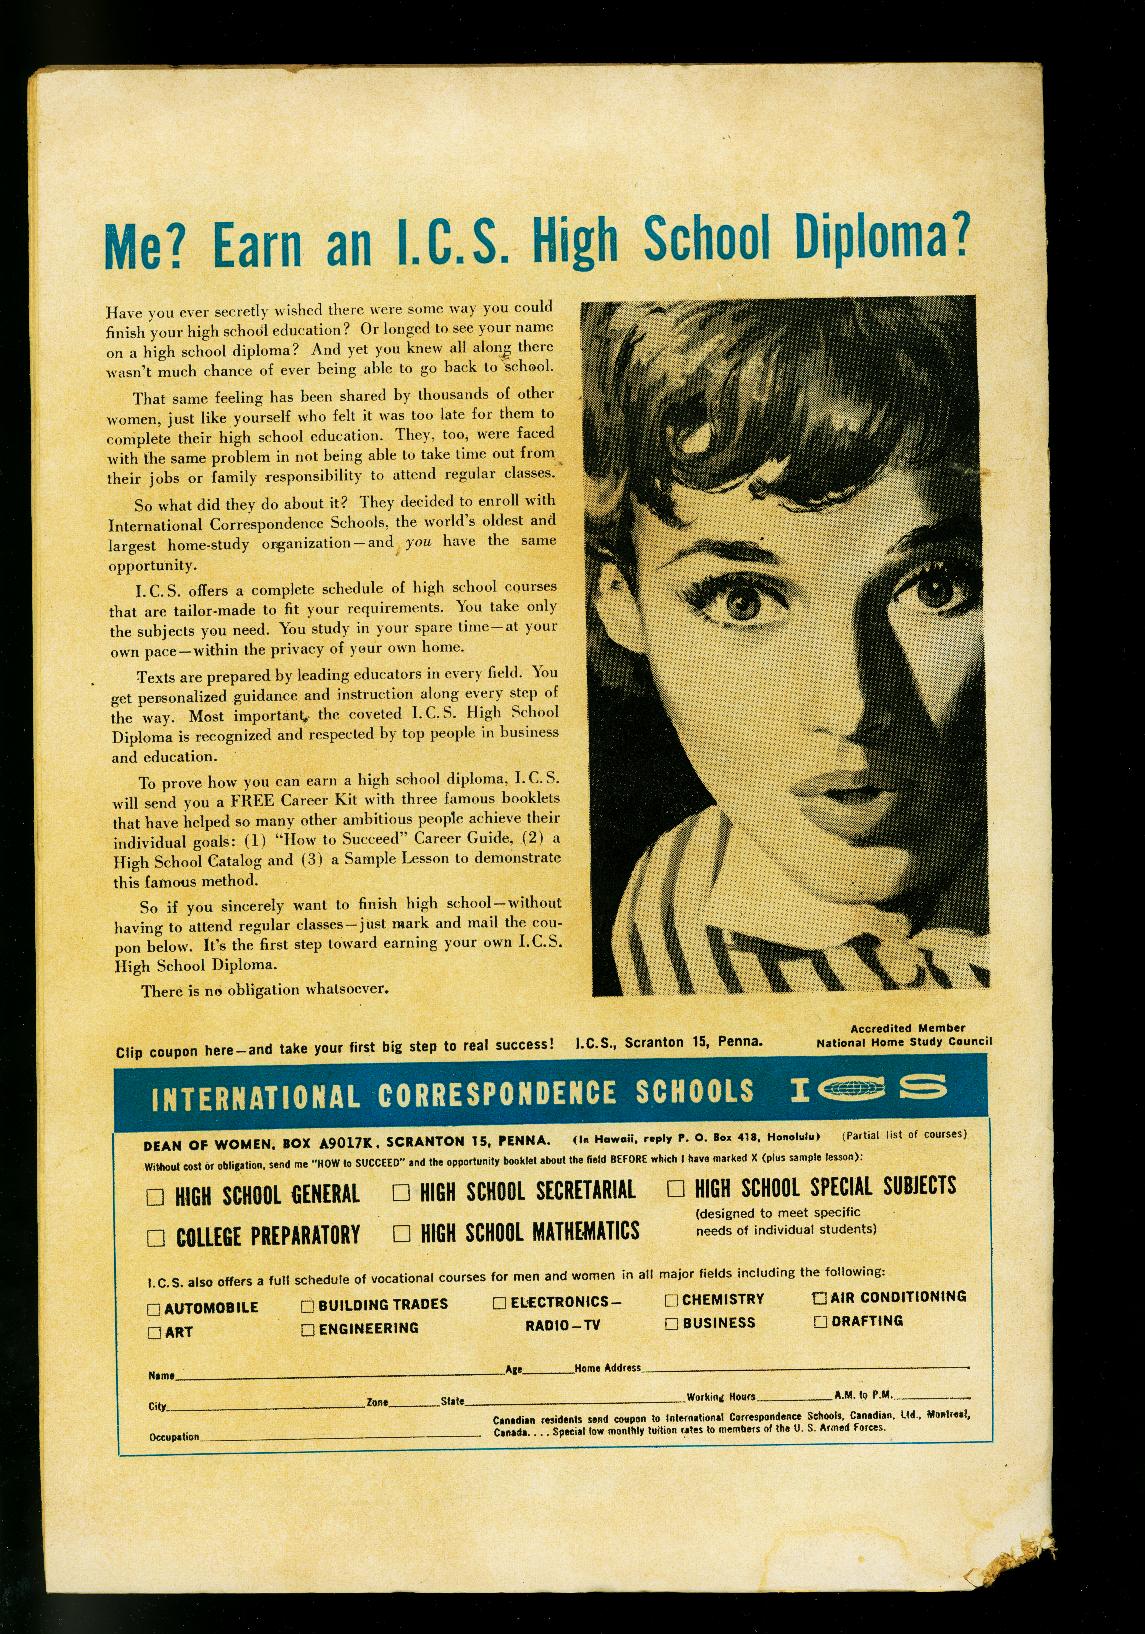 Me? Earn an I.C.S. High School Diploma?
Have you ever secretly wished there were some way you could
finish your high school education? Or longed to see your name
on a high school diploma? And yet you knew all along there
wasn't much chance of ever being able to go back to school.
That same feeling has been shared by thousands of other
women, just like yourself who felt it was too late for them to
complete their high school education. They, too, were faced
with the same problem in not being able to take time out from
their jobs or family responsibility to attend regular classes.
So what did they do about it? They decided to enroll with
International Correspondence Schools, the world's oldest and
largest home-study organization—and you have the same
opportunity.
I.C.S. offers a complete schedule of high school courses
that are tailor-made to fit your requirements. You take only
the subjects you need. You study in your spare time—at your
own pace—within the privacy of your own home.
Texts are prepared by leading educators in every field. You
get personalized guidance and instruction along every step of
the way. Most important, the coveted I.C.S. High School
Diploma is recognized and respected by top people in business
and education.
To prove how you can earn a high school diploma, I.C.S.
will send you a FREE Career Kit with three famous booklets
that have helped so many other ambitious people achieve their
individual goals: (1) "How to Succeed" Career Guide, (2) a
High School Catalog and (3) a Sample Lesson to demonstrate
this famous method.
So if you sincerely want to finish high school—without
having to attend regular classes—just mark and mail the cou-
pon below. It's the first step toward earning your own I.C.S.
High School Diploma.
There is no obligation whatsoever.
Clip coupon here—and take your first big step to real success! I.C.S., Scranton 15, Penna.
Accredited Member
National Home Study Council
INTERNATIONAL CORRESPONDENCE SCHOOLS ICS
DEAN OF WOMEN, BOX A9017K, SCRANTON 15, PENNA. (In Hawaii, reply P. O. Box 418, Honolulu) (Partial list of courses)
Without cost or obligation, send me "HOW to SUCCEED" and the opportunity booklet about the field BEFORE which I have marked X (plus sample lesson):
☐ HIGH SCHOOL GENERAL ☐ HIGH SCHOOL SECRETARIAL ☐ HIGH SCHOOL SPECIAL SUBJECTS
(designed to meet specific
needs of individual students)
☐ COLLEGE PREPARATORY ☐ HIGH SCHOOL MATHEMATICS
I.C.S. also offers a full schedule of vocational courses for men and women in all major fields including the following:
☐ AUTOMOBILE ☐ BUILDING TRADES ☐ ELECTRONICS— ☐ CHEMISTRY ☐ AIR CONDITIONING
☐ ART ☐ ENGINEERING RADIO—TV ☐ BUSINESS ☐ DRAFTING
Name Age Home Address
City Zone State Working Hours A.M. to P.M.
Occupation
Canadian residents send coupon to International Correspondence Schools, Canadian, Ltd., Montreal,
Canada. . . . Special low monthly tuition rates to members of the U. S. Armed Forces.